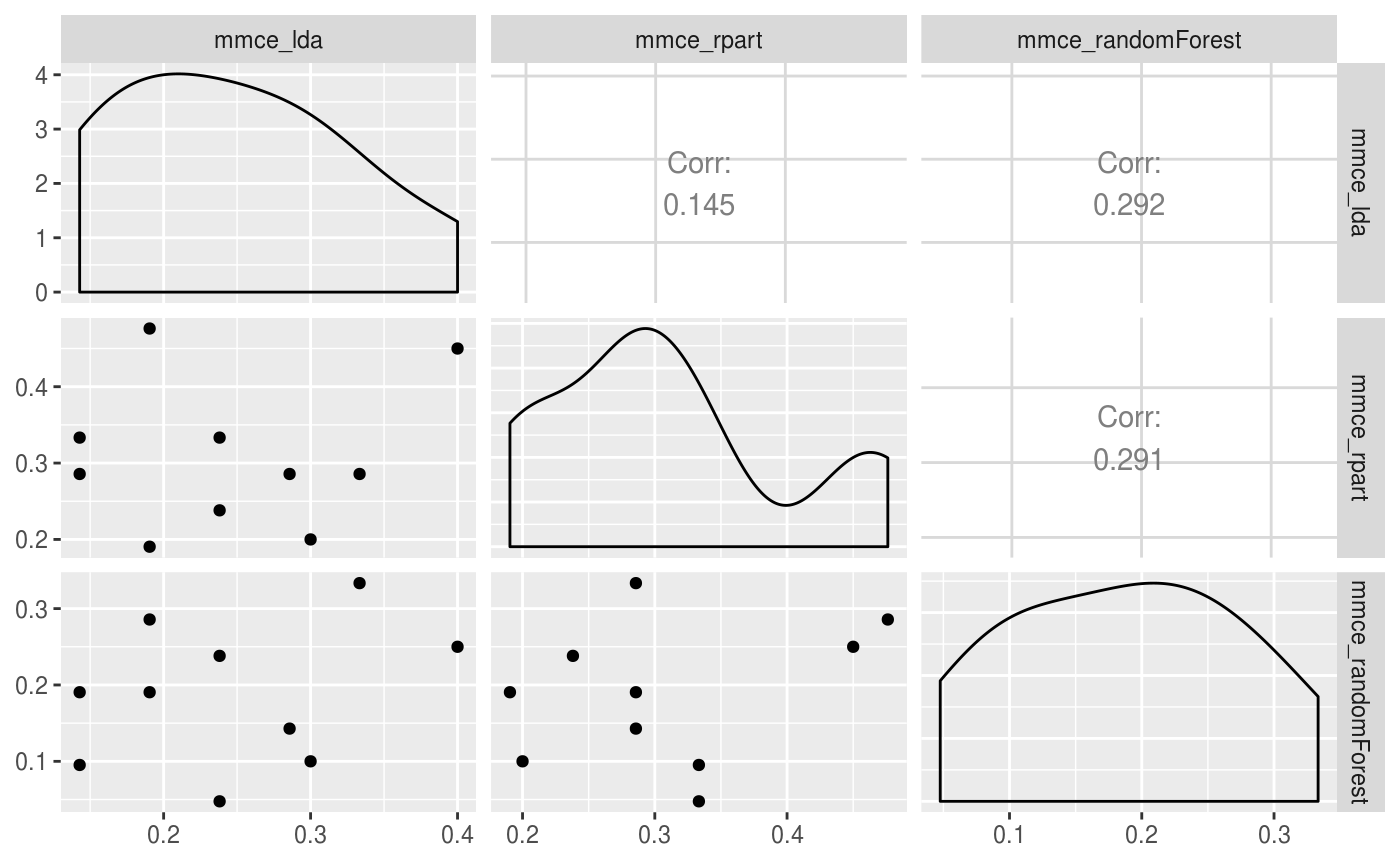 mmce_lda mmce_rpart mmce_randomForest
4
3
2
1
0
Corr:
0.145
Corr:
0.292
mmce_lda
0.4
0.3
0.2
Corr:
0.291
mmce_rpart
0.3
0.2
0.1
mmce_randomForest
0.2 0.3 0.4 0.2 0.3 0.4 0.1 0.2 0.3